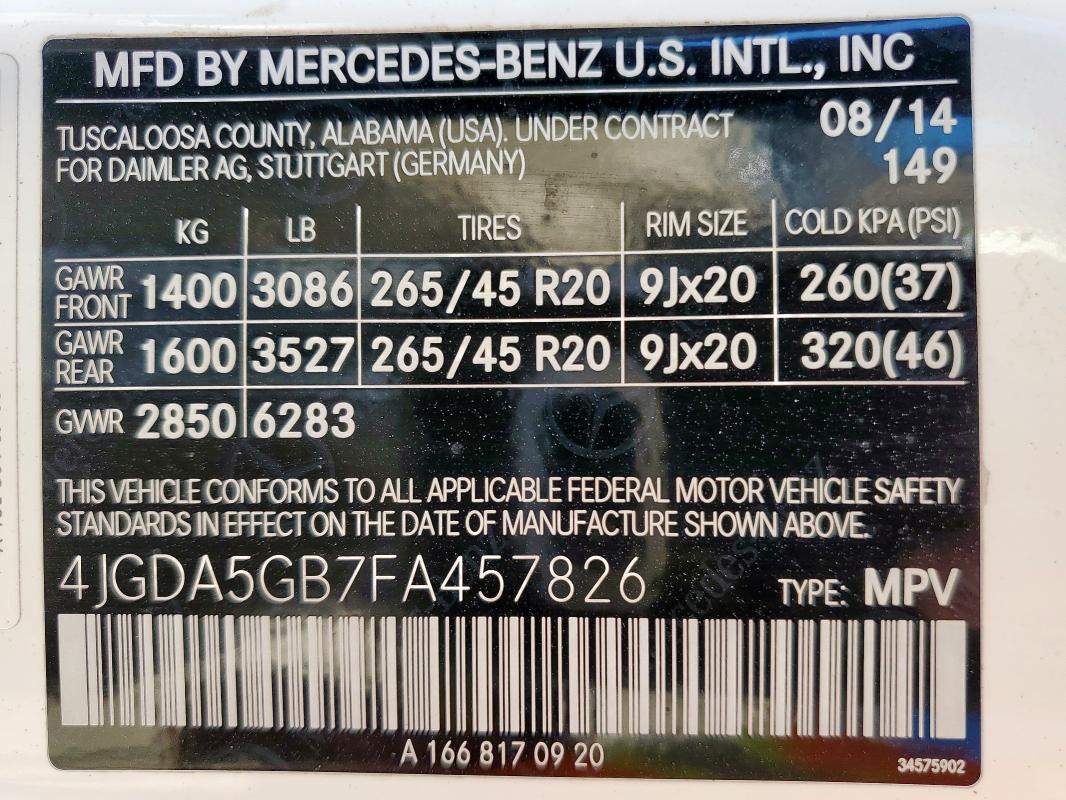 MFD BY MERCEDES-BENZ U.S. INTL., INC
TUSCALOOSA COUNTY, ALABAMA (USA). UNDER CONTRACT 08/14
FOR DAIMLER AG, STUTTGART (GERMANY) 149
KG LB TIRES RIM SIZE COLD KPA (PSI)
GAWR FRONT 1400 3086 265/45 R20 9Jx20 260(37)
GAWR REAR 1600 3527 265/45 R20 9Jx20 320(46)
GVWR 2850 6283
THIS VEHICLE CONFORMS TO ALL APPLICABLE FEDERAL MOTOR VEHICLE SAFETY
STANDARDS IN EFFECT ON THE DATE OF MANUFACTURE SHOWN ABOVE.
4JGDA5GB7FA457826 TYPE: MPV
A 166 817 09 20
34575902